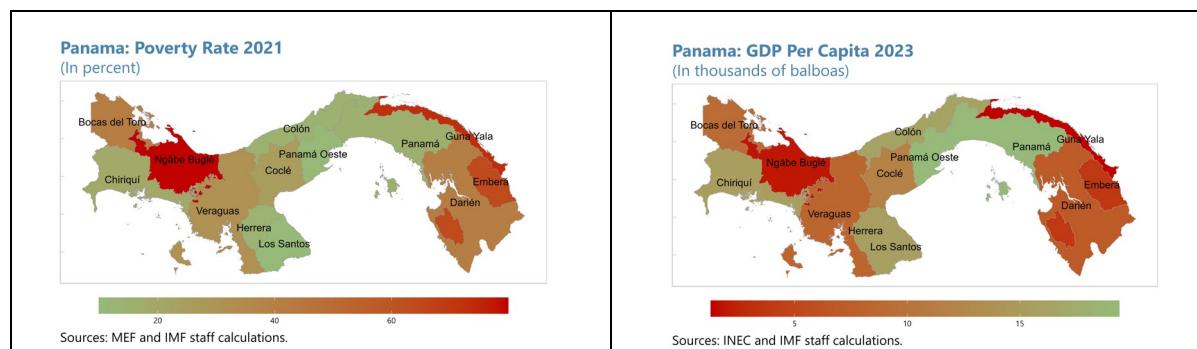 Panama: Poverty Rate 2021
(In percent)
Bocas del Toro
Colón
Guna Yala
Panamá
Ngäbe Buglé
Panamá Oeste
Coclé
Chiriquí
Emberá
Darién
Veraguas
Herrera
Los Santos
20 40 60
Sources: MEF and IMF staff calculations.
Panama: GDP Per Capita 2023
(In thousands of balboas)
Bocas del Toro
Colón
Guna Yala
Panamá
Ngäbe Buglé
Panamá Oeste
Coclé
Chiriquí
Emberá
Darién
Veraguas
Herrera
Los Santos
5 10 15
Sources: INEC and IMF staff calculations.